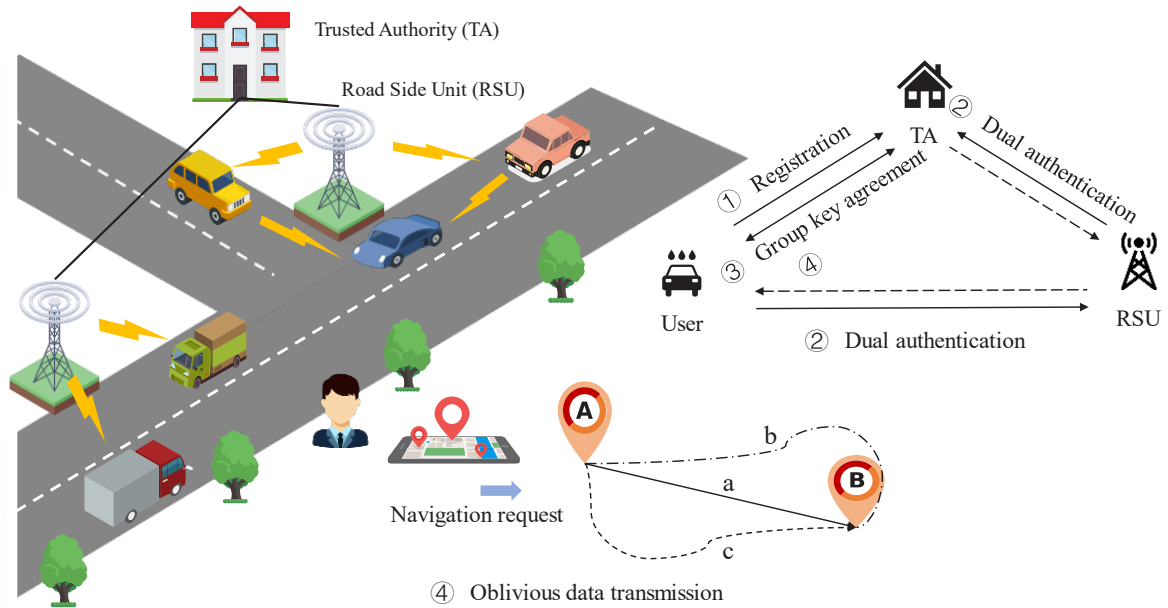 Trusted Authority (TA)
Road Side Unit (RSU)
② Dual authentication
TA
① Registration
Group key agreement
③
④
User
RSU
② Dual authentication
A
b
B
a
c
Navigation request
④ Oblivious data transmission